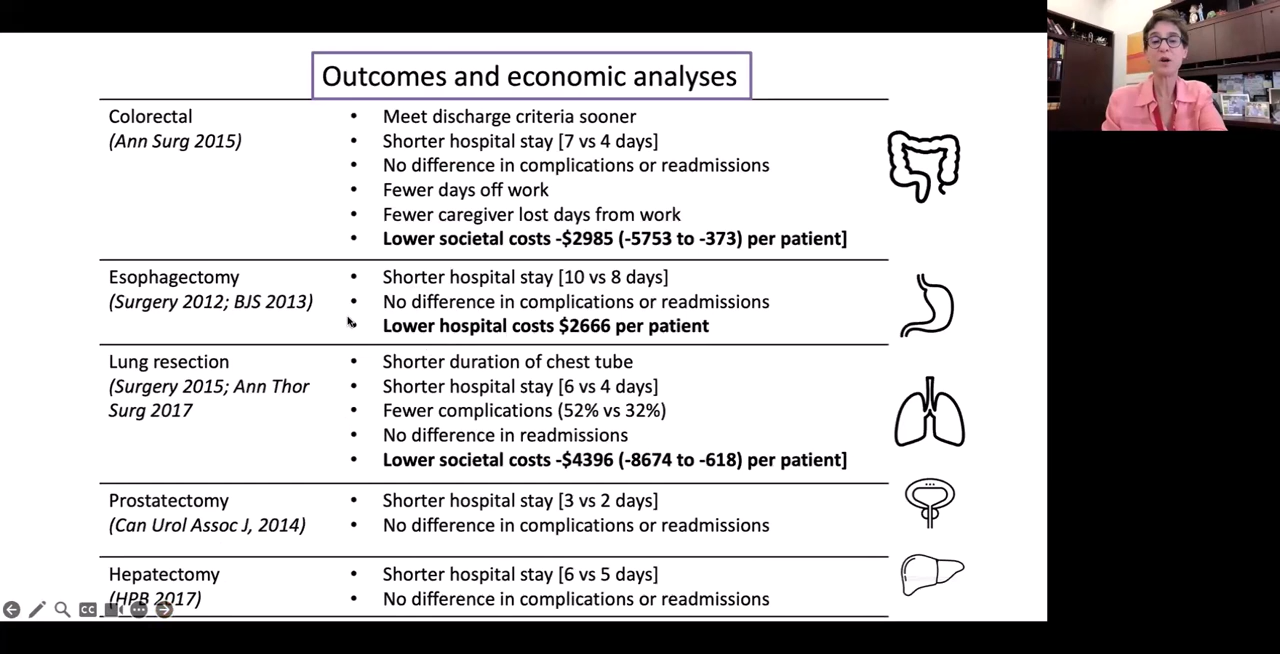 Outcomes and economic analyses
Colorectal
(Ann Surg 2015)
• Meet discharge criteria sooner
• Shorter hospital stay [7 vs 4 days]
• No difference in complications or readmissions
• Fewer days off work
• Fewer caregiver lost days from work
• Lower societal costs -$2985 (-5753 to -373) per patient]
Esophagectomy
(Surgery 2012; BJS 2013)
• Shorter hospital stay [10 vs 8 days]
• No difference in complications or readmissions
• Lower hospital costs $2666 per patient
Lung resection
(Surgery 2015; Ann Thor
Surg 2017
• Shorter duration of chest tube
• Shorter hospital stay [6 vs 4 days]
• Fewer complications (52% vs 32%)
• No difference in readmissions
• Lower societal costs -$4396 (-8674 to -618) per patient]
Prostatectomy
(Can Urol Assoc J, 2014)
• Shorter hospital stay [3 vs 2 days]
• No difference in complications or readmissions
Hepatectomy
(HPB 2017)
• Shorter hospital stay [6 vs 5 days]
• No difference in complications or readmissions
CC